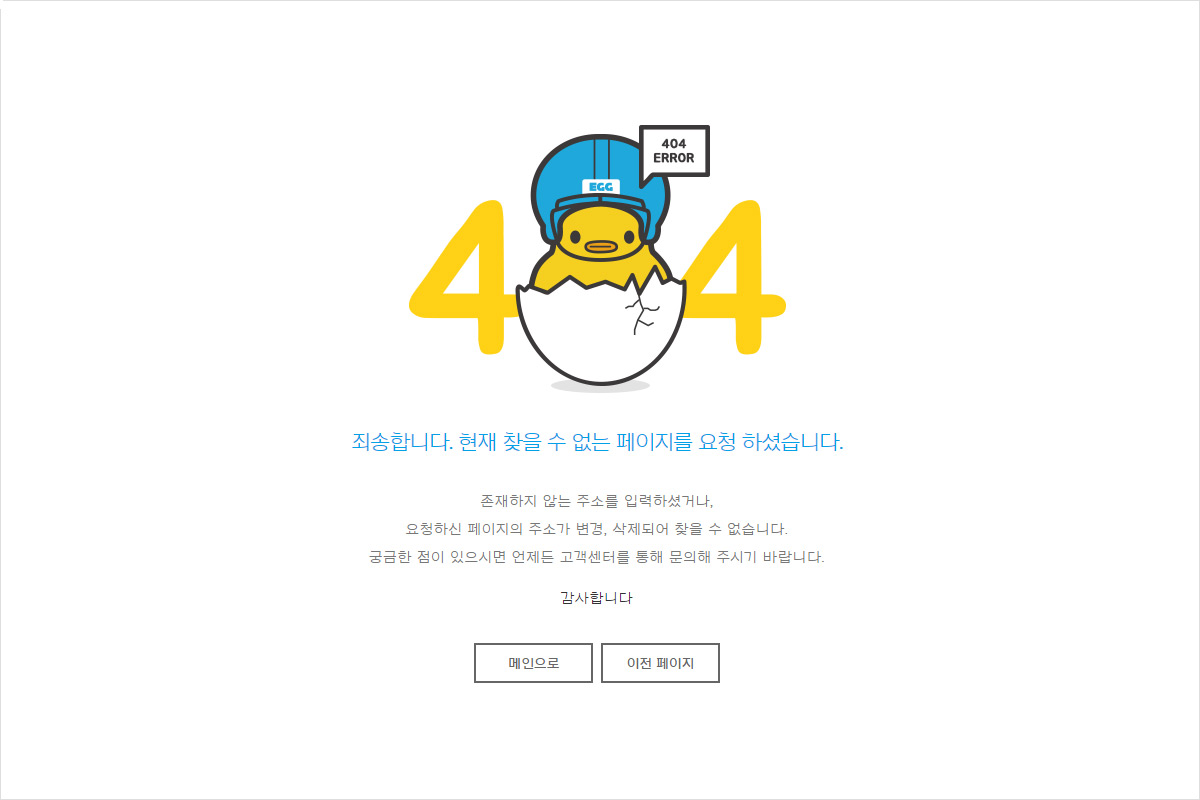 404
ERROR
EGG
4 4
죄송합니다. 현재 찾을 수 없는 페이지를 요청 하셨습니다.
존재하지 않는 주소를 입력하셨거나,
요청하신 페이지의 주소가 변경, 삭제되어 찾을 수 없습니다.
궁금한 점이 있으시면 언제든 고객센터를 통해 문의해 주시기 바랍니다.
감사합니다
메인으로 이전 페이지